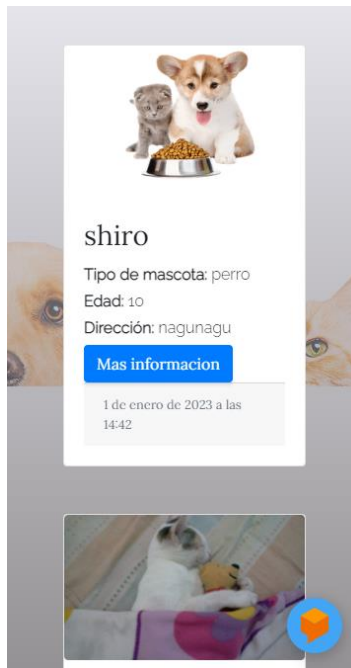 shiro
Tipo de mascota: perro
Edad: 10
Dirección: nagunagu
Mas informacion
1 de enero de 2023 a las
14:42